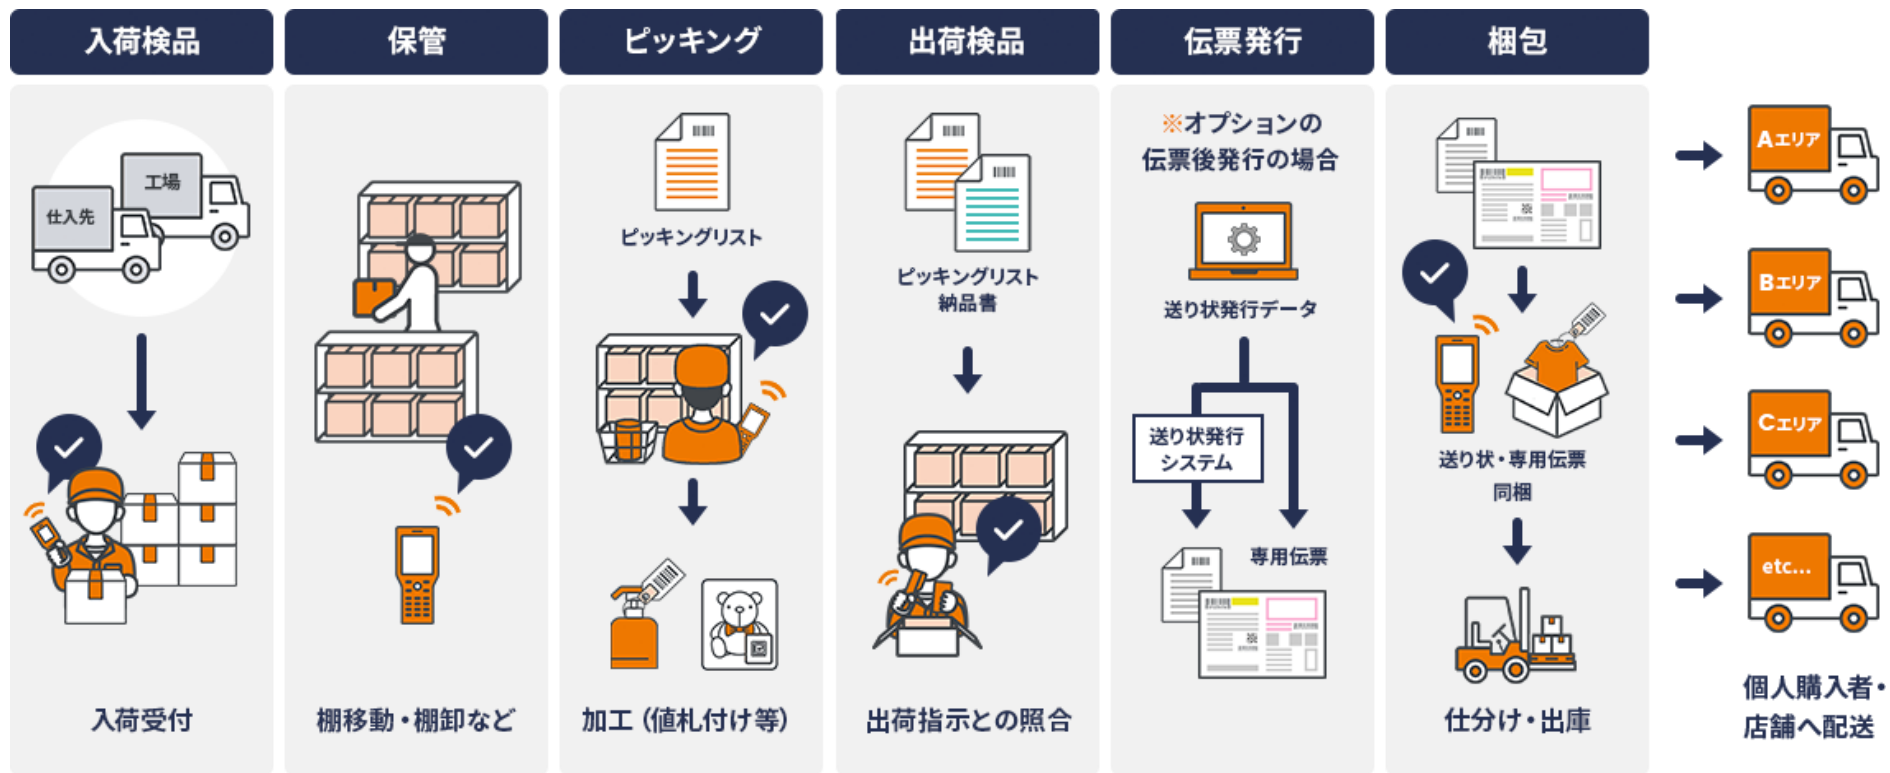 入荷検品
仕入先
工場
入荷受付
保管
棚移動・棚卸など
ピッキング
ピッキングリスト
加工（値札付け等）
出荷検品
ピッキングリスト
納品書
出荷指示との照合
伝票発行
※オプションの
伝票後発行の場合
送り状発行データ
送り状発行
システム
専用伝票
梱包
送り状・専用伝票
同梱
仕分け・出庫
Aエリア
Bエリア
Cエリア
etc...
個人購入者・
店舗へ配送